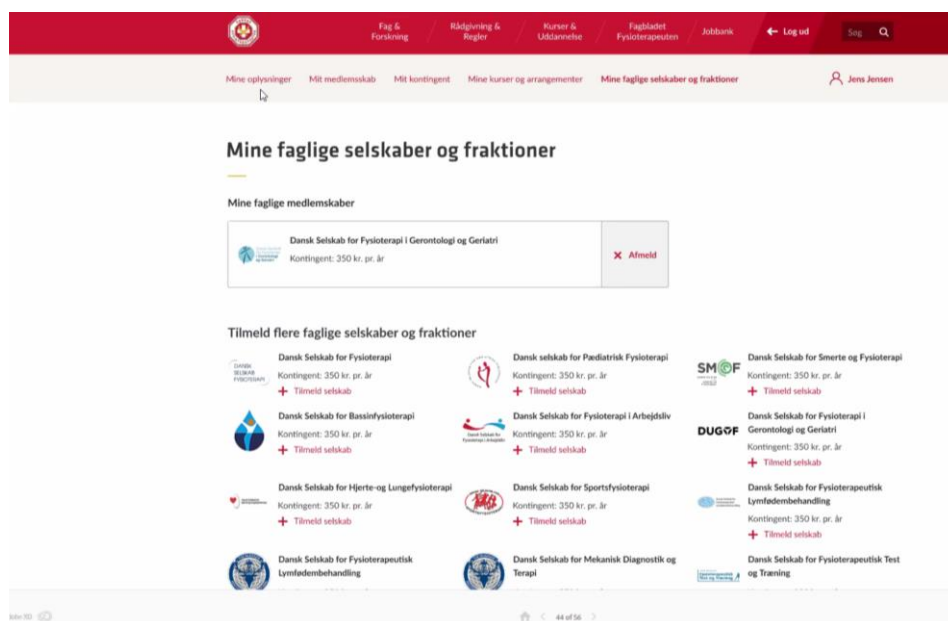 Fag &
Forskning
Rådgivning &
Regler
Kurser &
Uddannelse
Fagbladet
Fysioterapeuten
Jobbank
Log ud
Søg
Mine oplysninger
Mit medlemsskab
Mit kontingent
Mine kurser og arrangementer
Mine faglige selskaber og fraktioner
Jens Jensen
Mine faglige selskaber og fraktioner
Mine faglige medlemskaber
Dansk Selskab for Fysioterapi i Gerontologi og Geriatri
Kontingent: 350 kr. pr. år
Afmeld
Tilmeld flere faglige selskaber og fraktioner
DANSK
SELSKAB
FYSIOTERAPI
Dansk Selskab for Fysioterapi
Kontingent: 350 kr. pr. år
Tilmeld selskab
Dansk selskab for Pædiatrisk Fysioterapi
Kontingent: 350 kr. pr. år
Tilmeld selskab
SMOF
Dansk Selskab for Smerte og Fysioterapi
Kontingent: 350 kr. pr. år
Tilmeld selskab
Dansk Selskab for Bassinfysioterapi
Kontingent: 350 kr. pr. år
Tilmeld selskab
Dansk Selskab for Fysioterapi i Arbejdsliv
Kontingent: 350 kr. pr. år
Tilmeld selskab
DUGOF
Dansk Selskab for Fysioterapi i
Gerontologi og Geriatri
Kontingent: 350 kr. pr. år
Tilmeld selskab
Dansk Selskab for Hjerte-og Lungefysioterapi
Kontingent: 350 kr. pr. år
Tilmeld selskab
Dansk Selskab for Sportsfysioterapi
Kontingent: 350 kr. pr. år
Tilmeld selskab
Dansk Selskab for Fysioterapeutisk
Lymfødembehandling
Kontingent: 350 kr. pr. år
Tilmeld selskab
Dansk Selskab for Fysioterapeutisk
Lymfødembehandling
Dansk Selskab for Mekanisk Diagnostik og
Terapi
Dansk Selskab for Fysioterapeutisk Test
og Træning
44 of 56